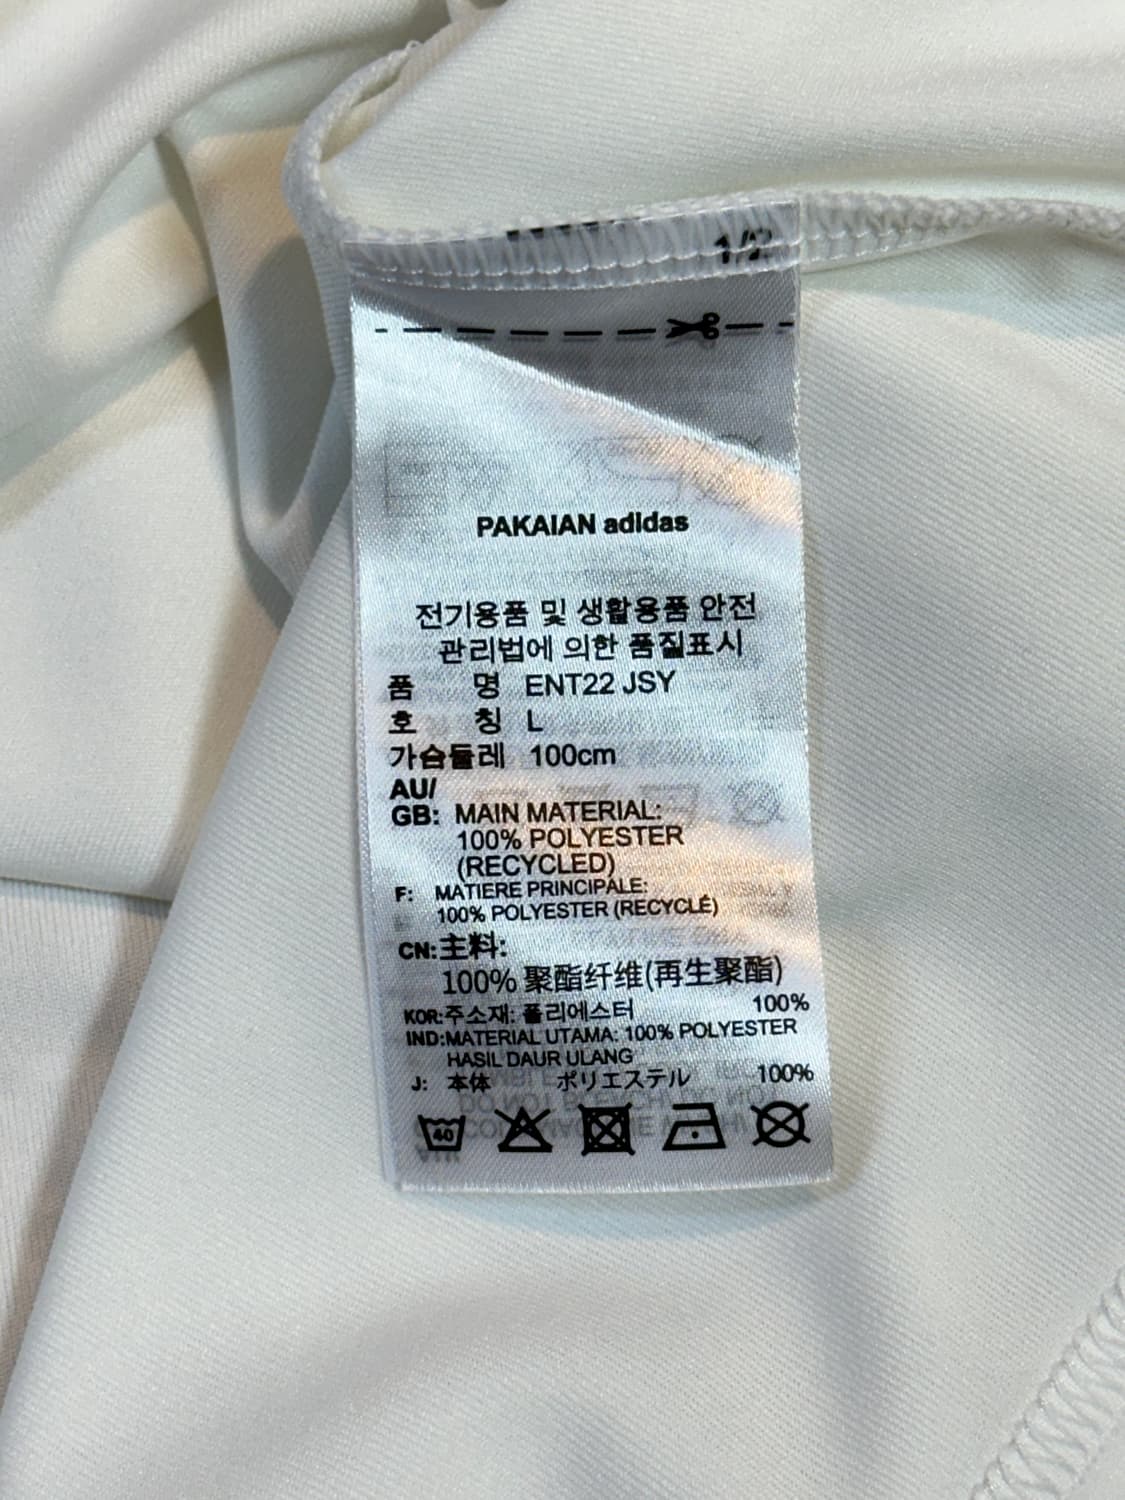 1/2
PAKAIAN adidas
전기용품 및 생활용품 안전
관리법에 의한 품질표시
품 명 ENT22 JSY
호 칭 L
가슴둘레 100cm
AU/
GB: MAIN MATERIAL:
100% POLYESTER
(RECYCLED)
F: MATIERE PRINCIPALE:
100% POLYESTER (RECYCLÉ)
CN:主料:
100% 聚酯纤维(再生聚酯)
KOR:주소재: 폴리에스터 100%
IND:MATERIAL UTAMA: 100% POLYESTER
HASIL DAUR ULANG
J: 本体 ポリエステル 100%
40